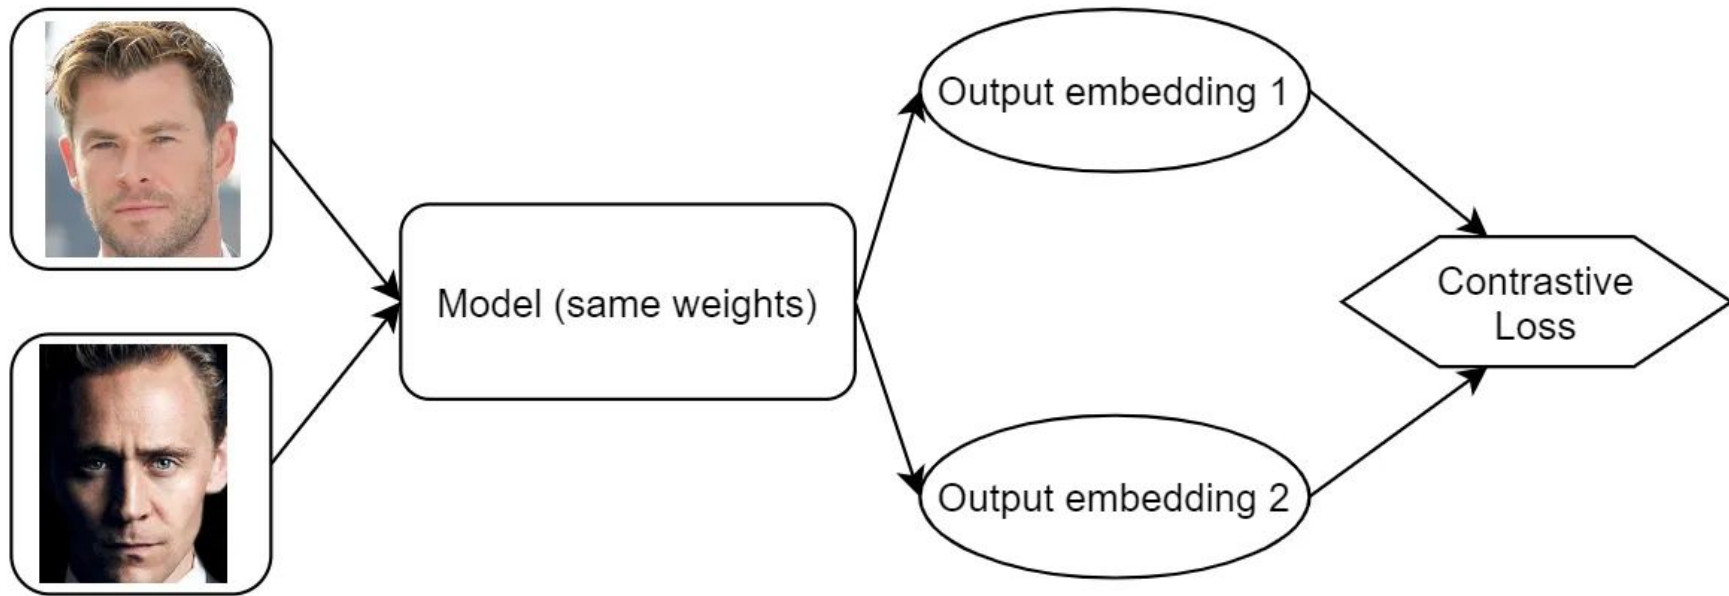 Output embedding 1
Model (same weights)
Contrastive
Loss
Output embedding 2